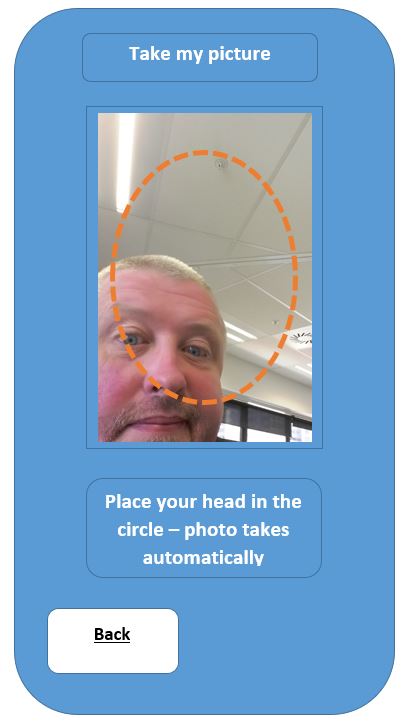 Take my picture
Place your head in the
circle – photo takes
automatically
Back